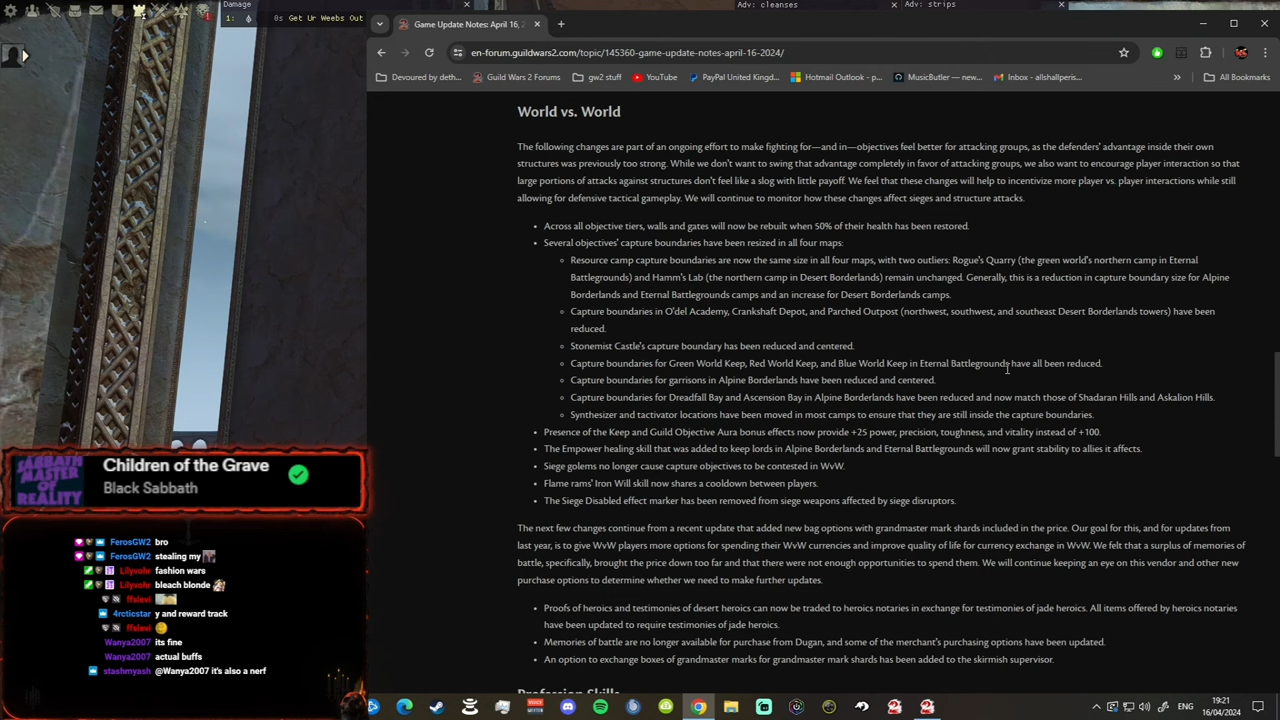 Damage
1: 0s Get Ur Weebs Out
Adv: cleanses
Adv: strips
Game Update Notes: April 16, 2
en-forum.guildwars2.com/topic/145360-game-update-notes-april-16-2024/
Devoured by deth...
Guild Wars 2 Forums
gw2 stuff
YouTube
PayPal United Kingd...
Hotmail Outlook - p...
MusicButler — new...
Inbox - allshallperis...
»
All Bookmarks
World vs. World
The following changes are part of an ongoing effort to make fighting for—and in—objectives feel better for attacking groups, as the defenders' advantage inside their own
structures was previously too strong. While we don't want to swing that advantage completely in favor of attacking groups, we also want to encourage player interaction so that
large portions of attacks against structures don't feel like a slog with little payoff. We feel that these changes will help to incentivize more player vs. player interactions while still
allowing for defensive tactical gameplay. We will continue to monitor how these changes affect sieges and structure attacks.
Across all objective tiers, walls and gates will now be rebuilt when 50% of their health has been restored.
Several objectives' capture boundaries have been resized in all four maps:
Resource camp capture boundaries are now the same size in all four maps, with two outliers: Rogue's Quarry (the green world's northern camp in Eternal
Battlegrounds) and Hamm's Lab (the northern camp in Desert Borderlands) remain unchanged. Generally, this is a reduction in capture boundary size for Alpine
Borderlands and Eternal Battlegrounds camps and an increase for Desert Borderlands camps.
Capture boundaries in O'del Academy, Crankshaft Depot, and Parched Outpost (northwest, southwest, and southeast Desert Borderlands towers) have been
reduced.
Stonemist Castle's capture boundary has been reduced and centered.
Capture boundaries for Green World Keep, Red World Keep, and Blue World Keep in Eternal Battlegrounds have all been reduced.
Capture boundaries for garrisons in Alpine Borderlands have been reduced and centered.
Capture boundaries for Dreadfall Bay and Ascension Bay in Alpine Borderlands have been reduced and now match those of Shadaran Hills and Askalion Hills.
Synthesizer and tactivator locations have been moved in most camps to ensure that they are still inside the capture boundaries.
Presence of the Keep and Guild Objective Aura bonus effects now provide +25 power, precision, toughness, and vitality instead of +100.
The Empower healing skill that was added to keep lords in Alpine Borderlands and Eternal Battlegrounds will now grant stability to allies it affects.
Siege golems no longer cause capture objectives to be contested in WvW.
Flame rams' Iron Will skill now shares a cooldown between players.
The Siege Disabled effect marker has been removed from siege weapons affected by siege disruptors.
The next few changes continue from a recent update that added new bag options with grandmaster mark shards included in the price. Our goal for this, and for updates from
last year, is to give WvW players more options for spending their WvW currencies and improve quality of life for currency exchange in WvW. We felt that a surplus of memories of
battle, specifically, brought the price down too far and that there were not enough opportunities to spend them. We will continue keeping an eye on this vendor and other new
purchase options to determine whether we need to make further updates.
Proofs of heroics and testimonies of desert heroics can now be traded to heroics notaries in exchange for testimonies of jade heroics. All items offered by heroics notaries
have been updated to require testimonies of jade heroics.
Memories of battle are no longer available for purchase from Dugan, and some of the merchant's purchasing options have been updated.
An option to exchange boxes of grandmaster marks for grandmaster mark shards has been added to the skirmish supervisor.
Profession Skills
SABBATH
MASTER
OF
REALITY
Children of the Grave
Black Sabbath
FerosGW2 bro
FerosGW2 stealing my
Lilyvohr fashion wars
Lilyvohr bleach blonde
ffslevi
4rcticstar y and reward track
ffslevi
Wanya2007 its fine
Wanya2007 actual buffs
stashmyash @Wanya2007 it's also a nerf
ENG
19:21
16/04/2024